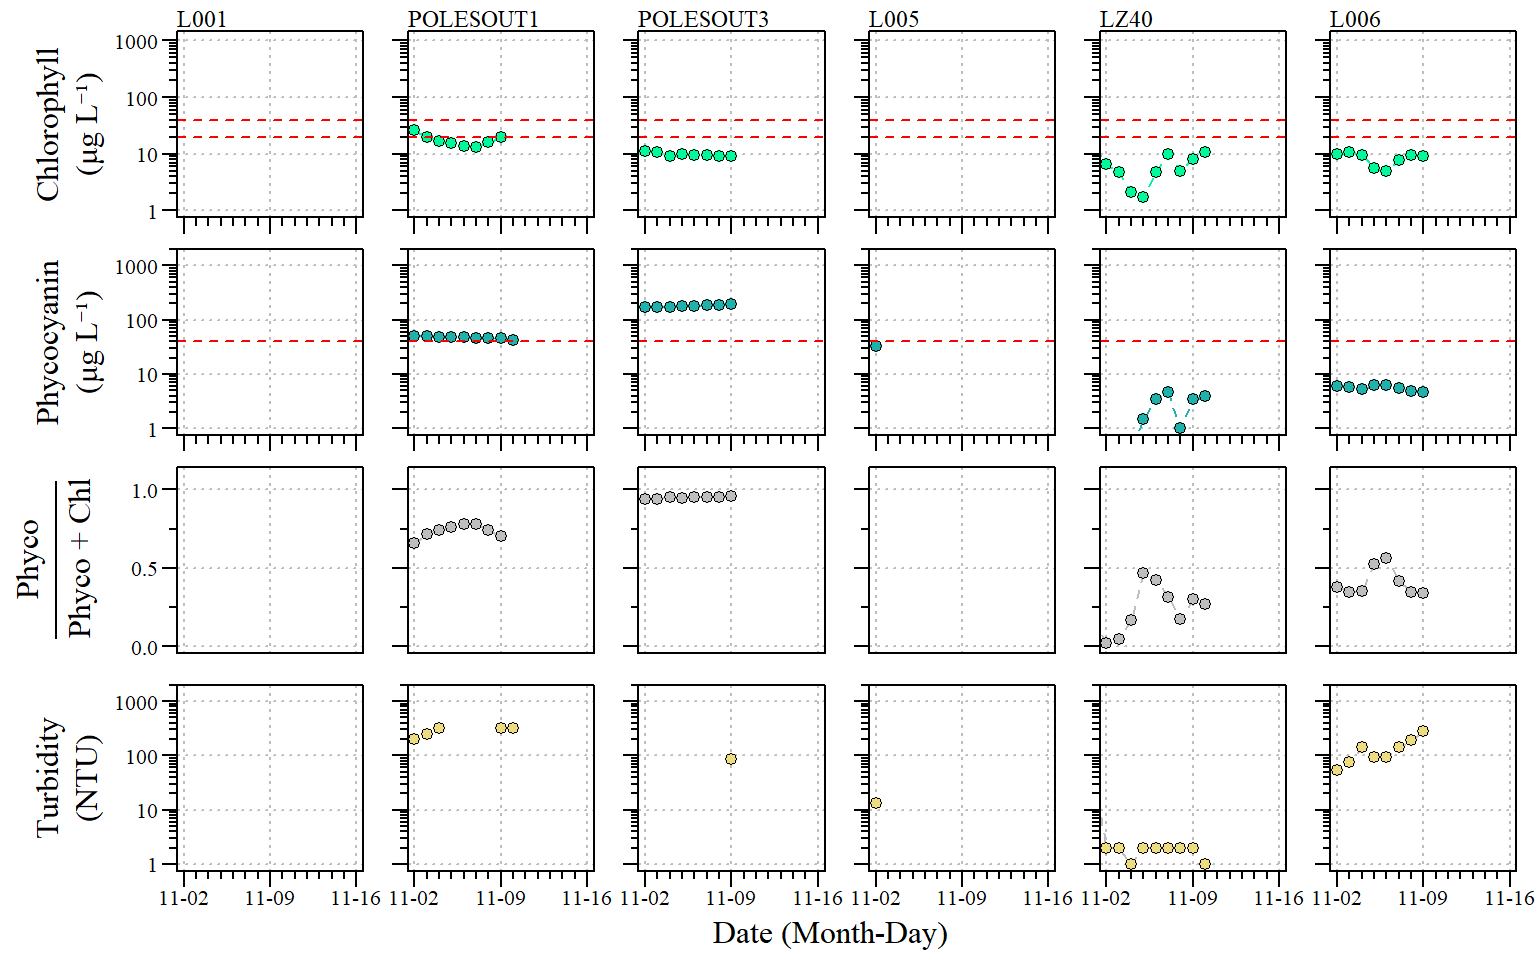 L001 POLESOUT1 POLESOUT3 L005 LZ40 L006
Chlorophyll
(µg L⁻¹)
1000
100
10
1
Phycocyanin
(µg L⁻¹)
1000
100
10
1
Phyco
Phyco + Chl
1.0
0.5
0.0
Turbidity
(NTU)
1000
100
10
1
11-02 11-09 11-16 11-02 11-09 11-16 11-02 11-09 11-16 11-02 11-09 11-16 11-02 11-09 11-16 11-02 11-09 11-16
Date (Month-Day)